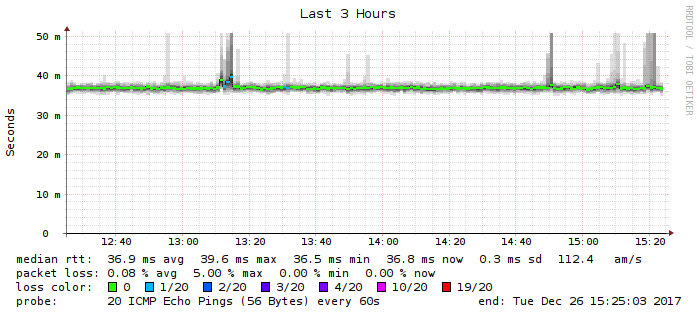 Last 3 Hours
RRDTOOL / TOBI OETIKER
Seconds
50 m
40 m
30 m
20 m
10 m
0
12:40 13:00 13:20 13:40 14:00 14:20 14:40 15:00 15:20
median rtt: 36.9 ms avg 39.6 ms max 36.5 ms min 36.8 ms now 0.3 ms sd 112.4 am/s
packet loss: 0.08 % avg 5.00 % max 0.00 % min 0.00 % now
loss color: 0 1/20 2/20 3/20 4/20 10/20 19/20
probe: 20 ICMP Echo Pings (56 Bytes) every 60s end: Tue Dec 26 15:25:03 2017